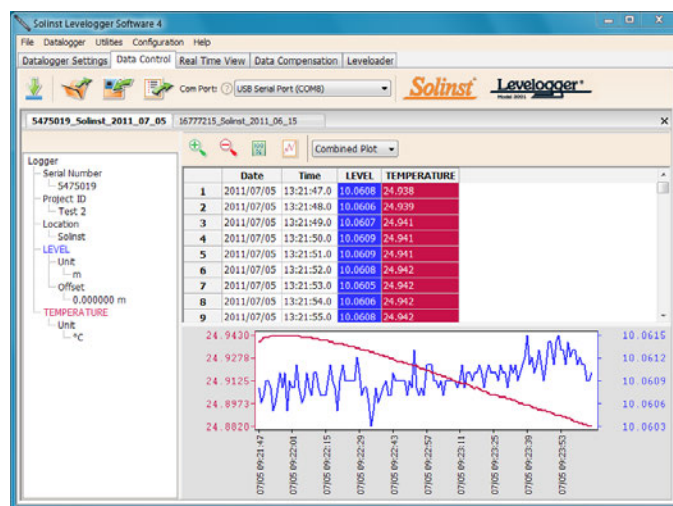 Solinst Levelogger Software 4
File Datalogger Utilities Configuration Help
Datalogger Settings Data Control Real Time View Data Compensation Leveloader
Com Port: USB Serial Port (COM8) Solinst Levelogger
Model 3001
5475019_Solinst_2011_07_05 16777215_Solinst_2011_06_15
Combined Plot
Logger
Serial Number
5475019
Project ID
Test 2
Location
Solinst
LEVEL
Unit
m
Offset
0.000000 m
TEMPERATURE
Unit
°C
Date Time LEVEL TEMPERATURE
1 2011/07/05 13:21:47.0 10.0608 24.938
2 2011/07/05 13:21:48.0 10.0606 24.939
3 2011/07/05 13:21:49.0 10.0607 24.941
4 2011/07/05 13:21:50.0 10.0609 24.941
5 2011/07/05 13:21:51.0 10.0609 24.941
6 2011/07/05 13:21:52.0 10.0608 24.942
7 2011/07/05 13:21:53.0 10.0605 24.942
8 2011/07/05 13:21:54.0 10.0606 24.942
9 2011/07/05 13:21:55.0 10.0608 24.942
24.9430 10.0615
24.9278 10.0612
24.9125 10.0609
24.8973 10.0606
24.8820 10.0603
07/05 09:21:47
07/05 09:22:01
07/05 09:22:15
07/05 09:22:29
07/05 09:22:43
07/05 09:22:57
07/05 09:23:11
07/05 09:23:25
07/05 09:23:39
07/05 09:23:53